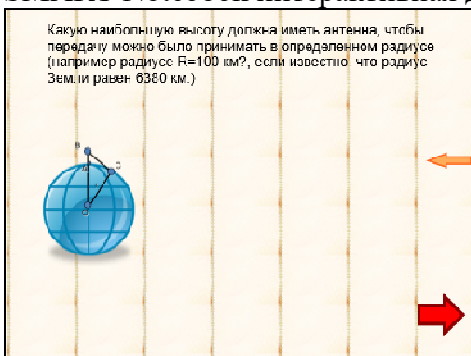 Какую наибольшую высоту должна иметь антенна, чтобы
передачу можно было принимать в определенном радиусе
(например радиусе R=100 км?, если известно, что радиус
Земли равен 6380 км.)